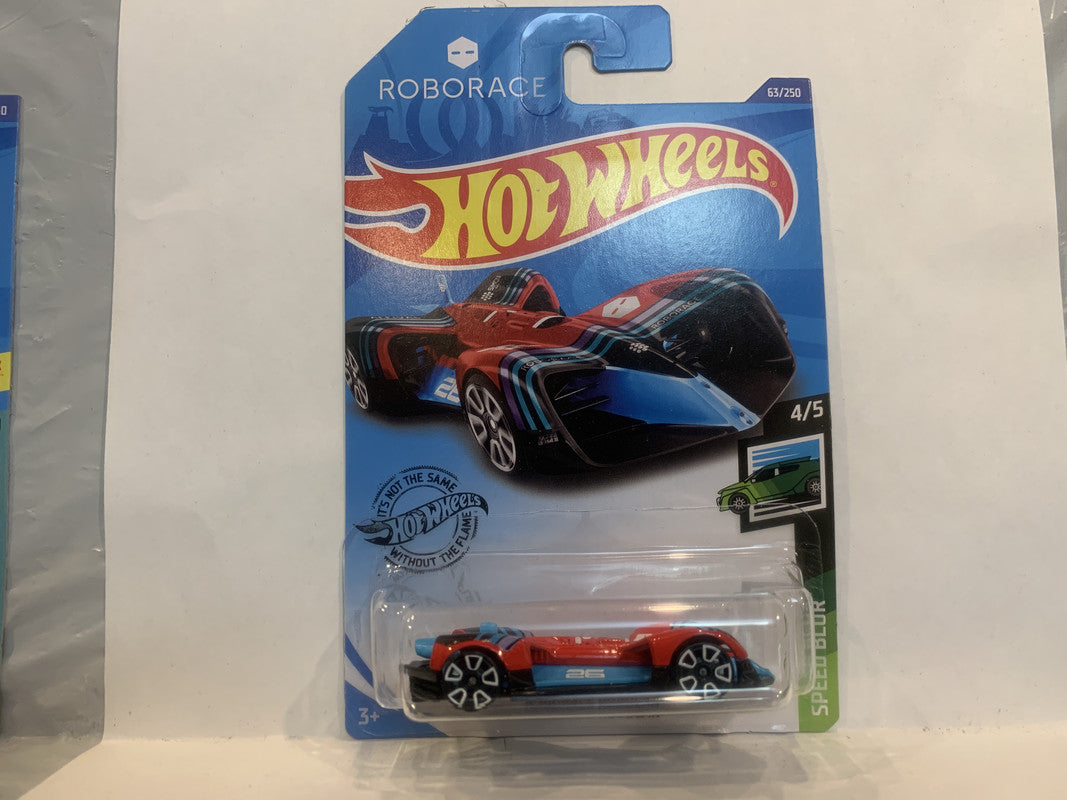 ROBORACE
63/250
HOT WHEELS
®
4/5
IT'S NOT THE SAME
HOT WHEELS
WITHOUT THE FLAME
26
SPEED BLUR
3+